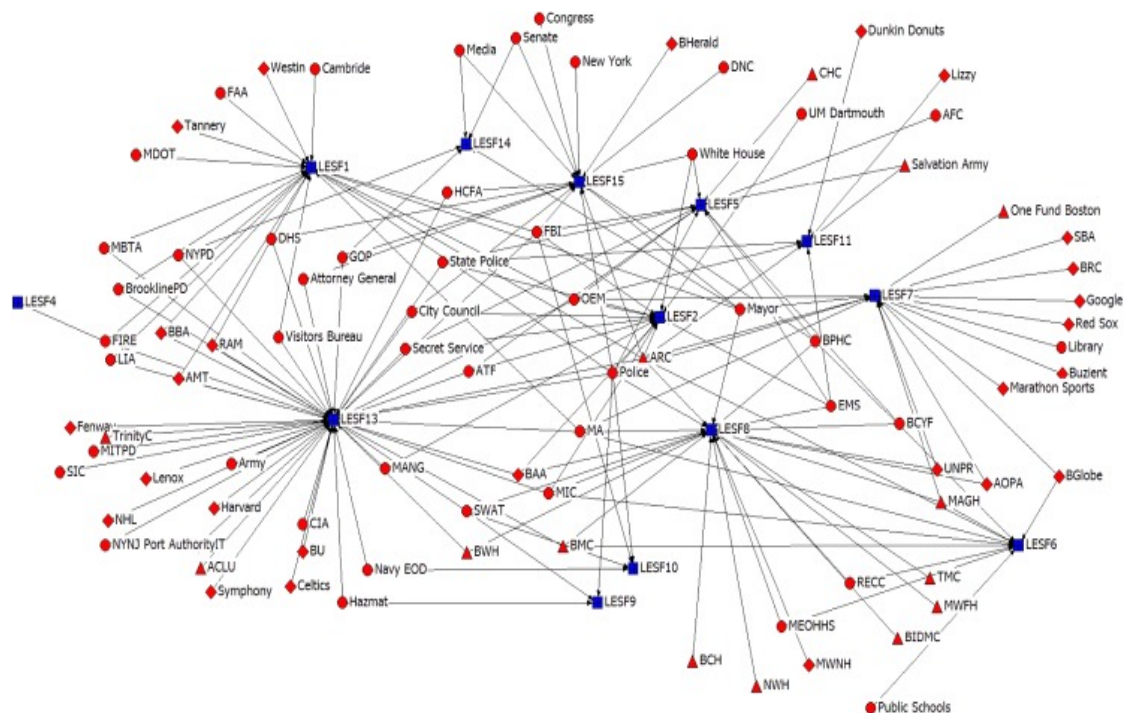 Congress
Senate
Media
BHerald
Dunkin Donuts
New York
DNC
Westin
Cambride
CHC
Lizzy
FAA
UM Dartmouth
AFC
Tannery
LESF14
MDOT
LESF1
White House
Salvation Army
LESF15
HCFA
LESF5
One Fund Boston
FBI
DHS
LESF11
SBA
MBTA
NYPD
GOP
State Police
BRC
Attorney General
BrooklinePD
LESF7
OEM
Google
LESF4
City Council
Mayor
LESF2
Red Sox
BBA
FIRE
RAM
Visitors Bureau
Secret Service
BPHC
Library
LIA
ARC
ATF
Police
Buzient
AMT
Marathon Sports
EMS
LESF13
Fenway
TrinityC
MA
LESF8
BCYF
MITPD
SIC
Army
MANG
BAA
UNPR
Lenox
AOPA
BGlobe
MIC
MAGH
Harvard
SWAT
NHL
CIA
NYNJ Port AuthorityIT
BU
BWH
BMC
LESF6
ACLU
Navy EOD
LESF10
TMC
RECC
Symphony
Celtics
Hazmat
LESF9
MWFH
MEOHHS
BIDMC
BCH
MWNH
NWH
Public Schools